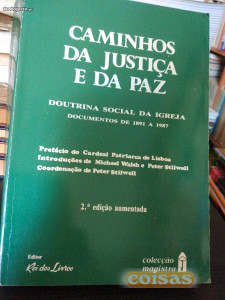 CAMINHOS
DA JUSTIÇA
E DA PAZ
DOUTRINA SOCIAL DA IGREJA
DOCUMENTOS DE 1891 A 1987
Prefácio do Cardeal Patriarca de Lisboa
Introduções de Michael Walsh e Peter Stilwell
Coordenação de Peter Stilwell
2.ª edição aumentada
Editor
Rei dos Livros
colecção
magistra
coisas